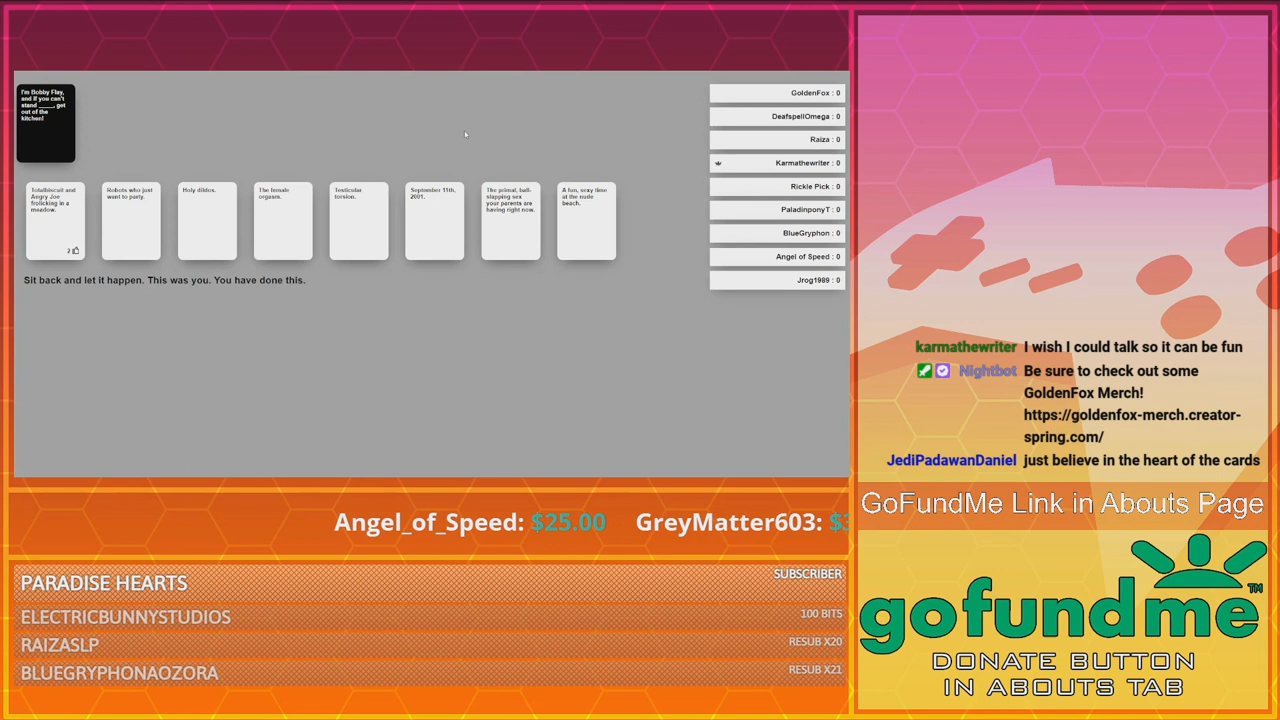 I'm Bobby Flay,
and if you can't
stand _____, get
out of the
kitchen!
Totalbiscuit and
Angry Joe
frolicking in a
meadow.
2
Robots who just
want to party.
Holy dildos.
The female
orgasm.
Testicular
torsion.
September 11th,
2001.
The primal, ball-
slapping sex
your parents are
having right now.
A fun, sexy time
at the nude
beach.
Sit back and let it happen. This was you. You have done this.
GoldenFox : 0
DeafspellOmega : 0
Raiza : 0
Karmathewriter : 0
Rickle Pick : 0
PaladinponyT : 0
BlueGryphon : 0
Angel of Speed : 0
Jrog1989 : 0
karmathewriter I wish I could talk so it can be fun
Nightbot Be sure to check out some
GoldenFox Merch!
https://goldenfox-merch.creator-
spring.com/
JediPadawanDaniel just believe in the heart of the cards
GoFundMe Link in Abouts Page
gofundme™
DONATE BUTTON
IN ABOUTS TAB
Angel_of_Speed: $25.00 GreyMatter603: $
PARADISE HEARTS SUBSCRIBER
ELECTRICBUNNYSTUDIOS 100 BITS
RAIZASLP RESUB X20
BLUEGRYPHONAOZORA RESUB X21